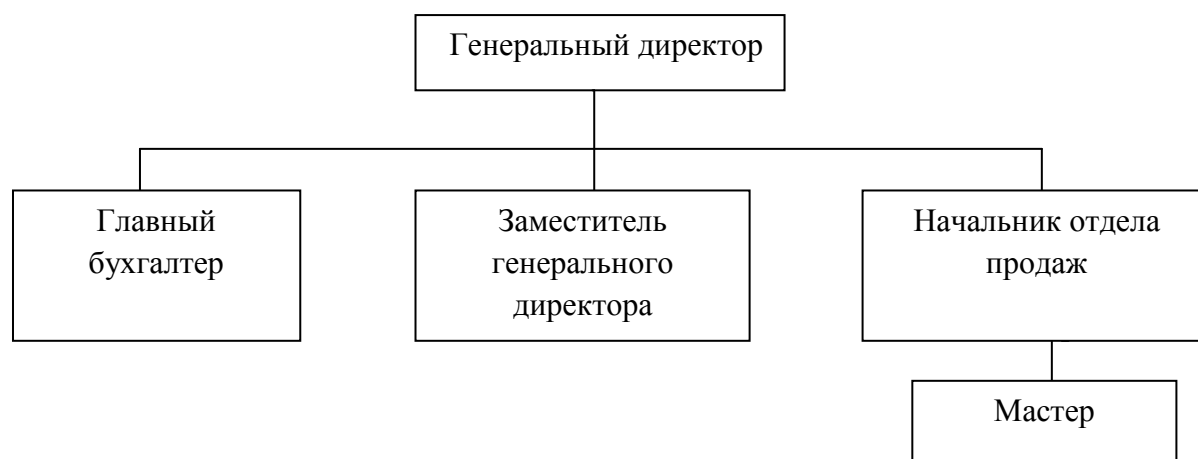 Генеральный директор
Главный
бухгалтер
Заместитель
генерального
директора
Начальник отдела
продаж
Мастер